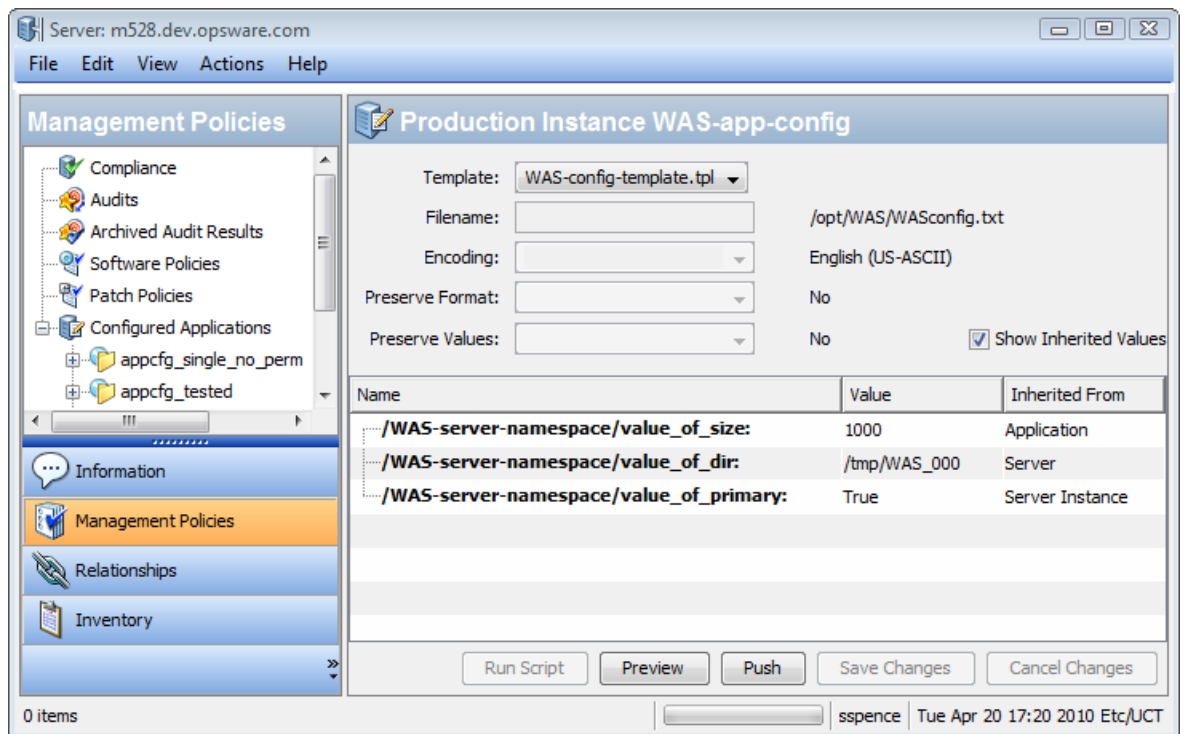 Server: m528.dev.opsware.com
File Edit View Actions Help
Management Policies
Compliance
Audits
Archived Audit Results
Software Policies
Patch Policies
Configured Applications
appcfg_single_no_perm
appcfg_tested
Information
Management Policies
Relationships
Inventory
Production Instance WAS-app-config
Template: WAS-config-template.tpl
Filename: /opt/WAS/WASconfig.txt
Encoding: English (US-ASCII)
Preserve Format: No
Preserve Values: No Show Inherited Values
Name Value Inherited From
/WAS-server-namespace/value_of_size: 1000 Application
/WAS-server-namespace/value_of_dir: /tmp/WAS_000 Server
/WAS-server-namespace/value_of_primary: True Server Instance
Run Script Preview Push Save Changes Cancel Changes
0 items sspence Tue Apr 20 17:20 2010 Etc/UCT